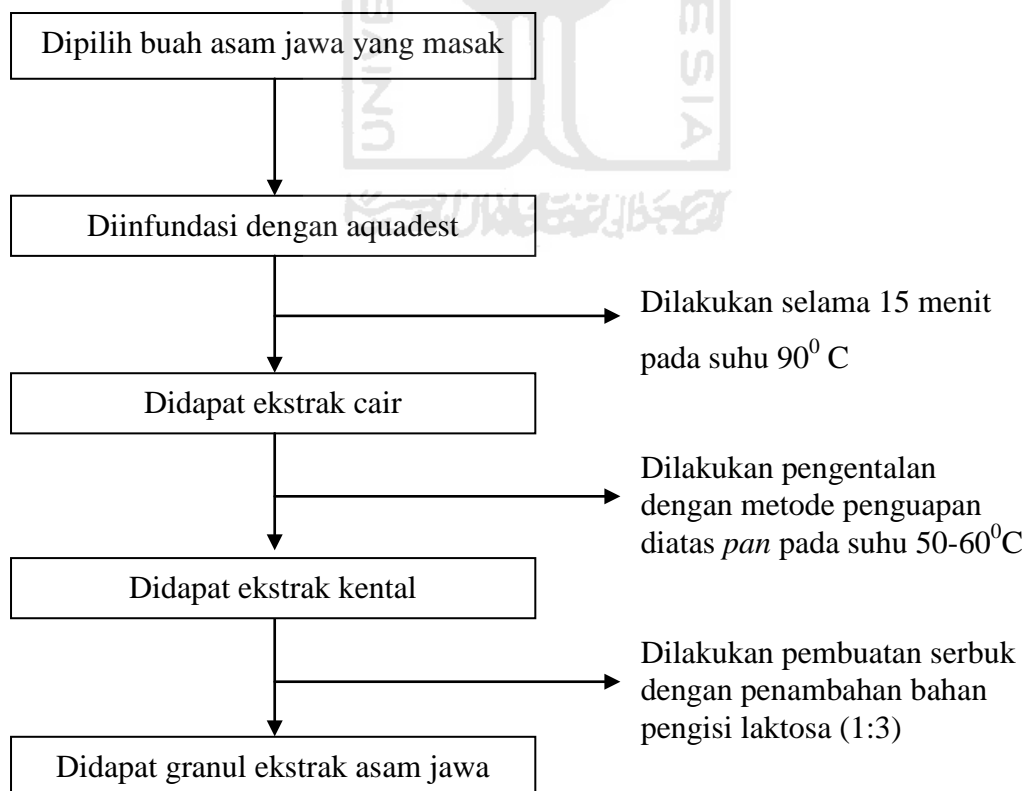 Dipilih buah asam jawa yang masak
Diinfundasi dengan aquadest
Dilakukan selama 15 menit
pada suhu 90⁰ C
Didapat ekstrak cair
Dilakukan pengentalan
dengan metode penguapan
diatas pan pada suhu 50-60⁰C
Didapat ekstrak kental
Dilakukan pembuatan serbuk
dengan penambahan bahan
pengisi laktosa (1:3)
Didapat granul ekstrak asam jawa